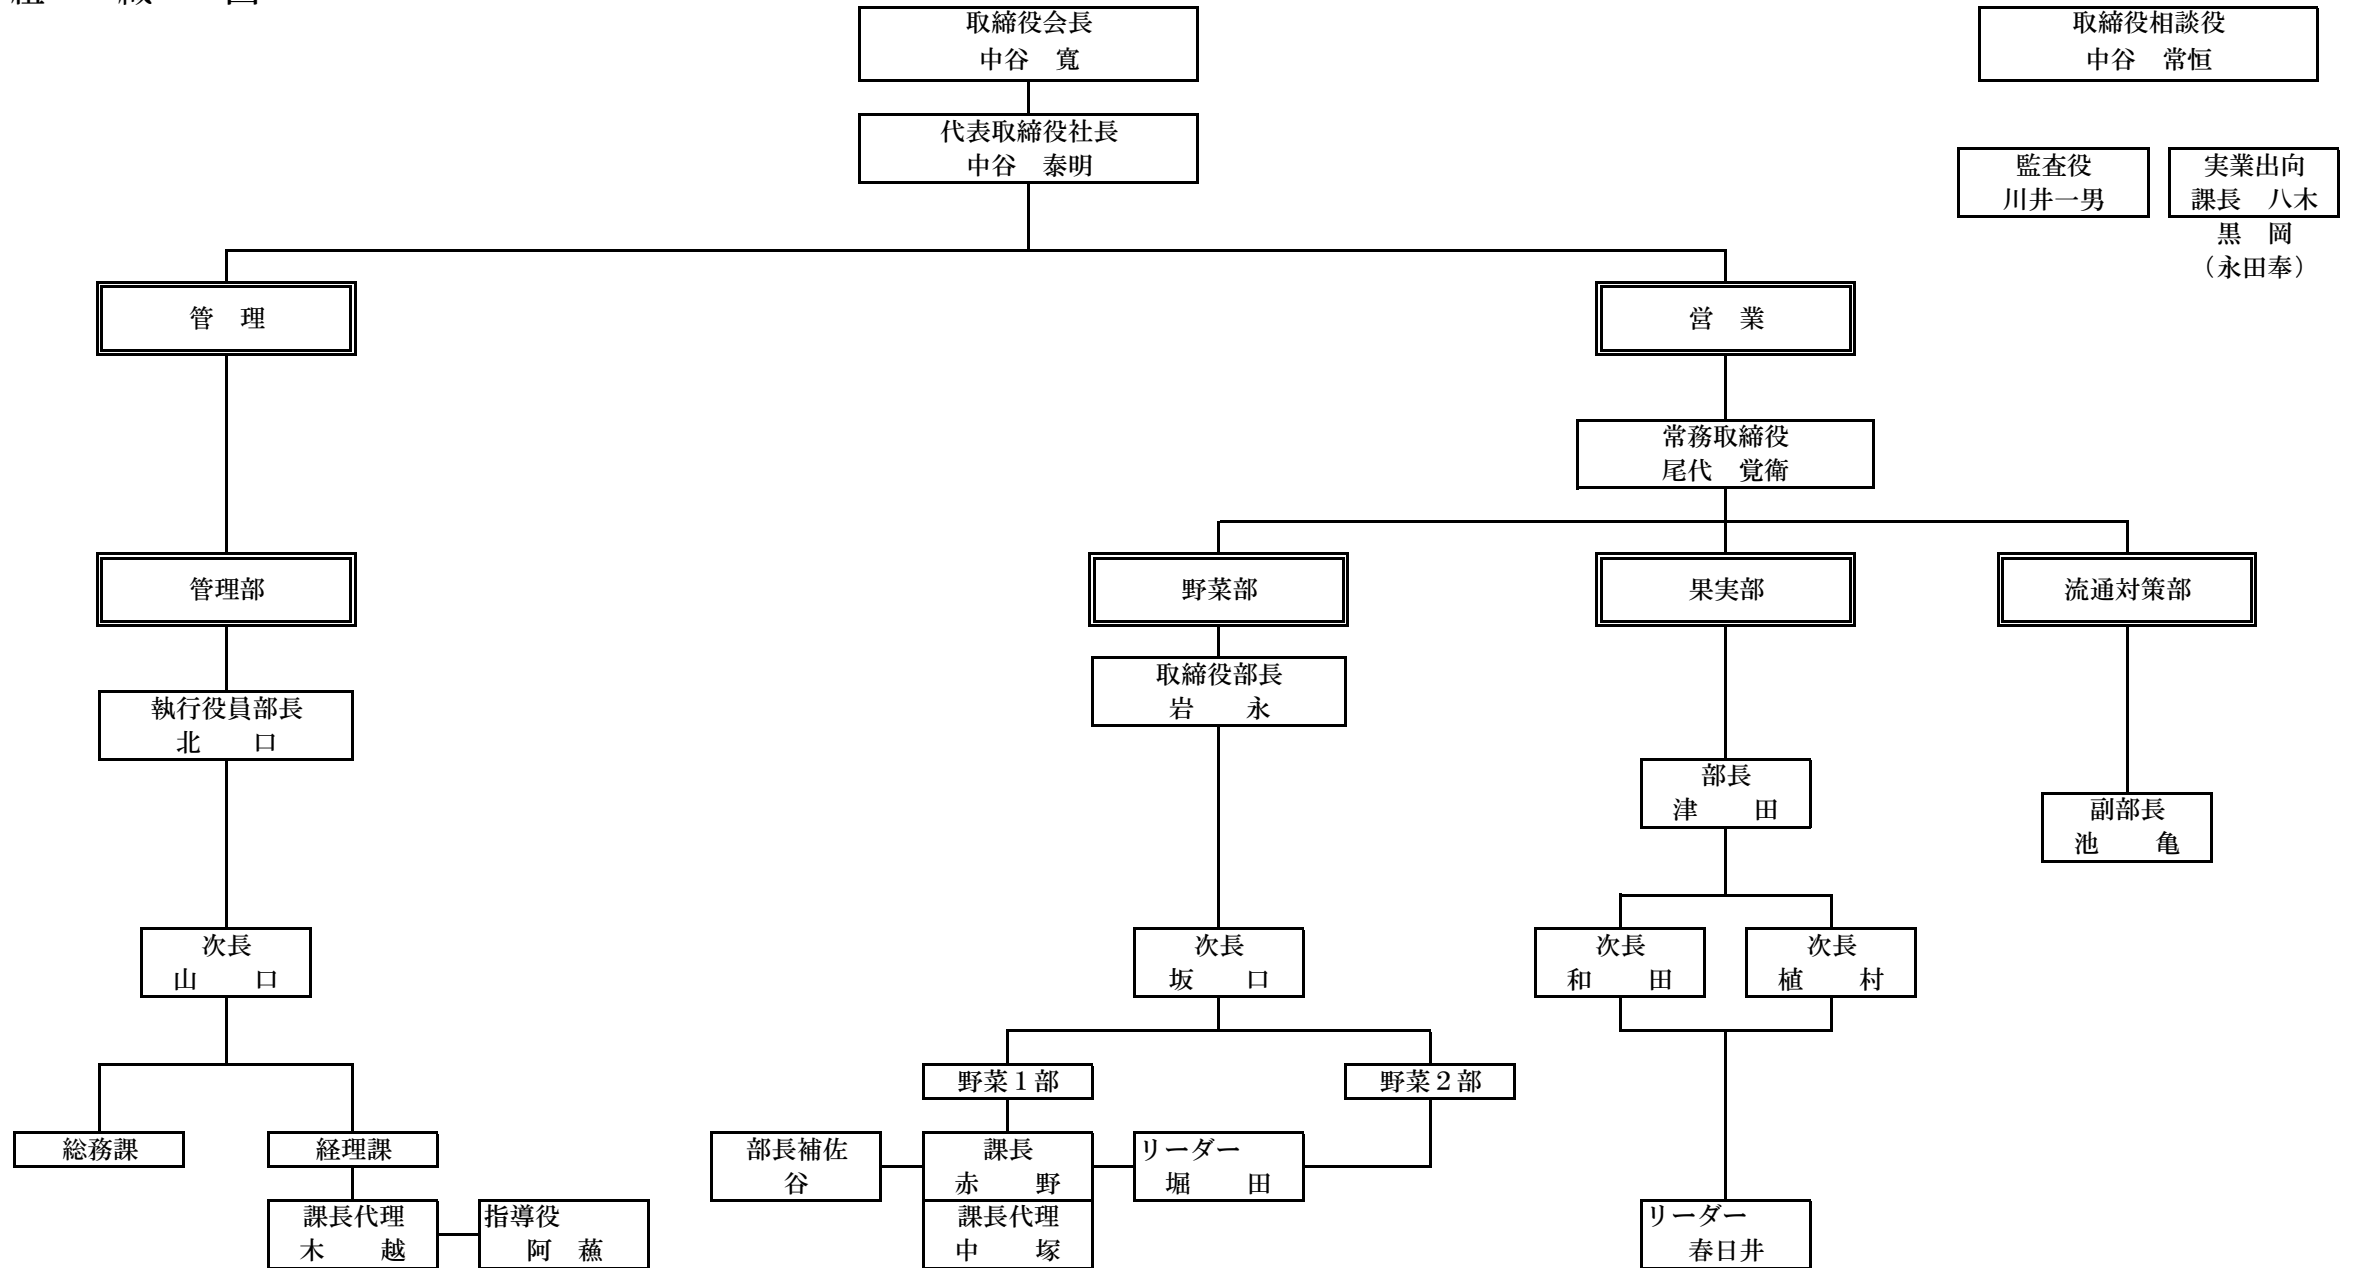 取締役会長
中谷　寛
取締役相談役
中谷　常恒
代表取締役社長
中谷　泰明
監査役
川井一男
実業出向
課長　八木
黒　岡
（永田奉）
管　理
営　業
常務取締役
尾代　覚衛
管理部
野菜部
果実部
流通対策部
取締役部長
岩　　永
執行役員部長
北　　口
部長
津　　田
副部長
池　　亀
次長
山　　口
次長
坂　　口
次長
和　　田
次長
植　　村
野菜１部
野菜２部
総務課
経理課
部長補佐
谷
課長
赤　　野
リーダー
堀　　田
課長代理
木　　越
指導役
阿　蘓
課長代理
中　　塚
リーダー
春日井